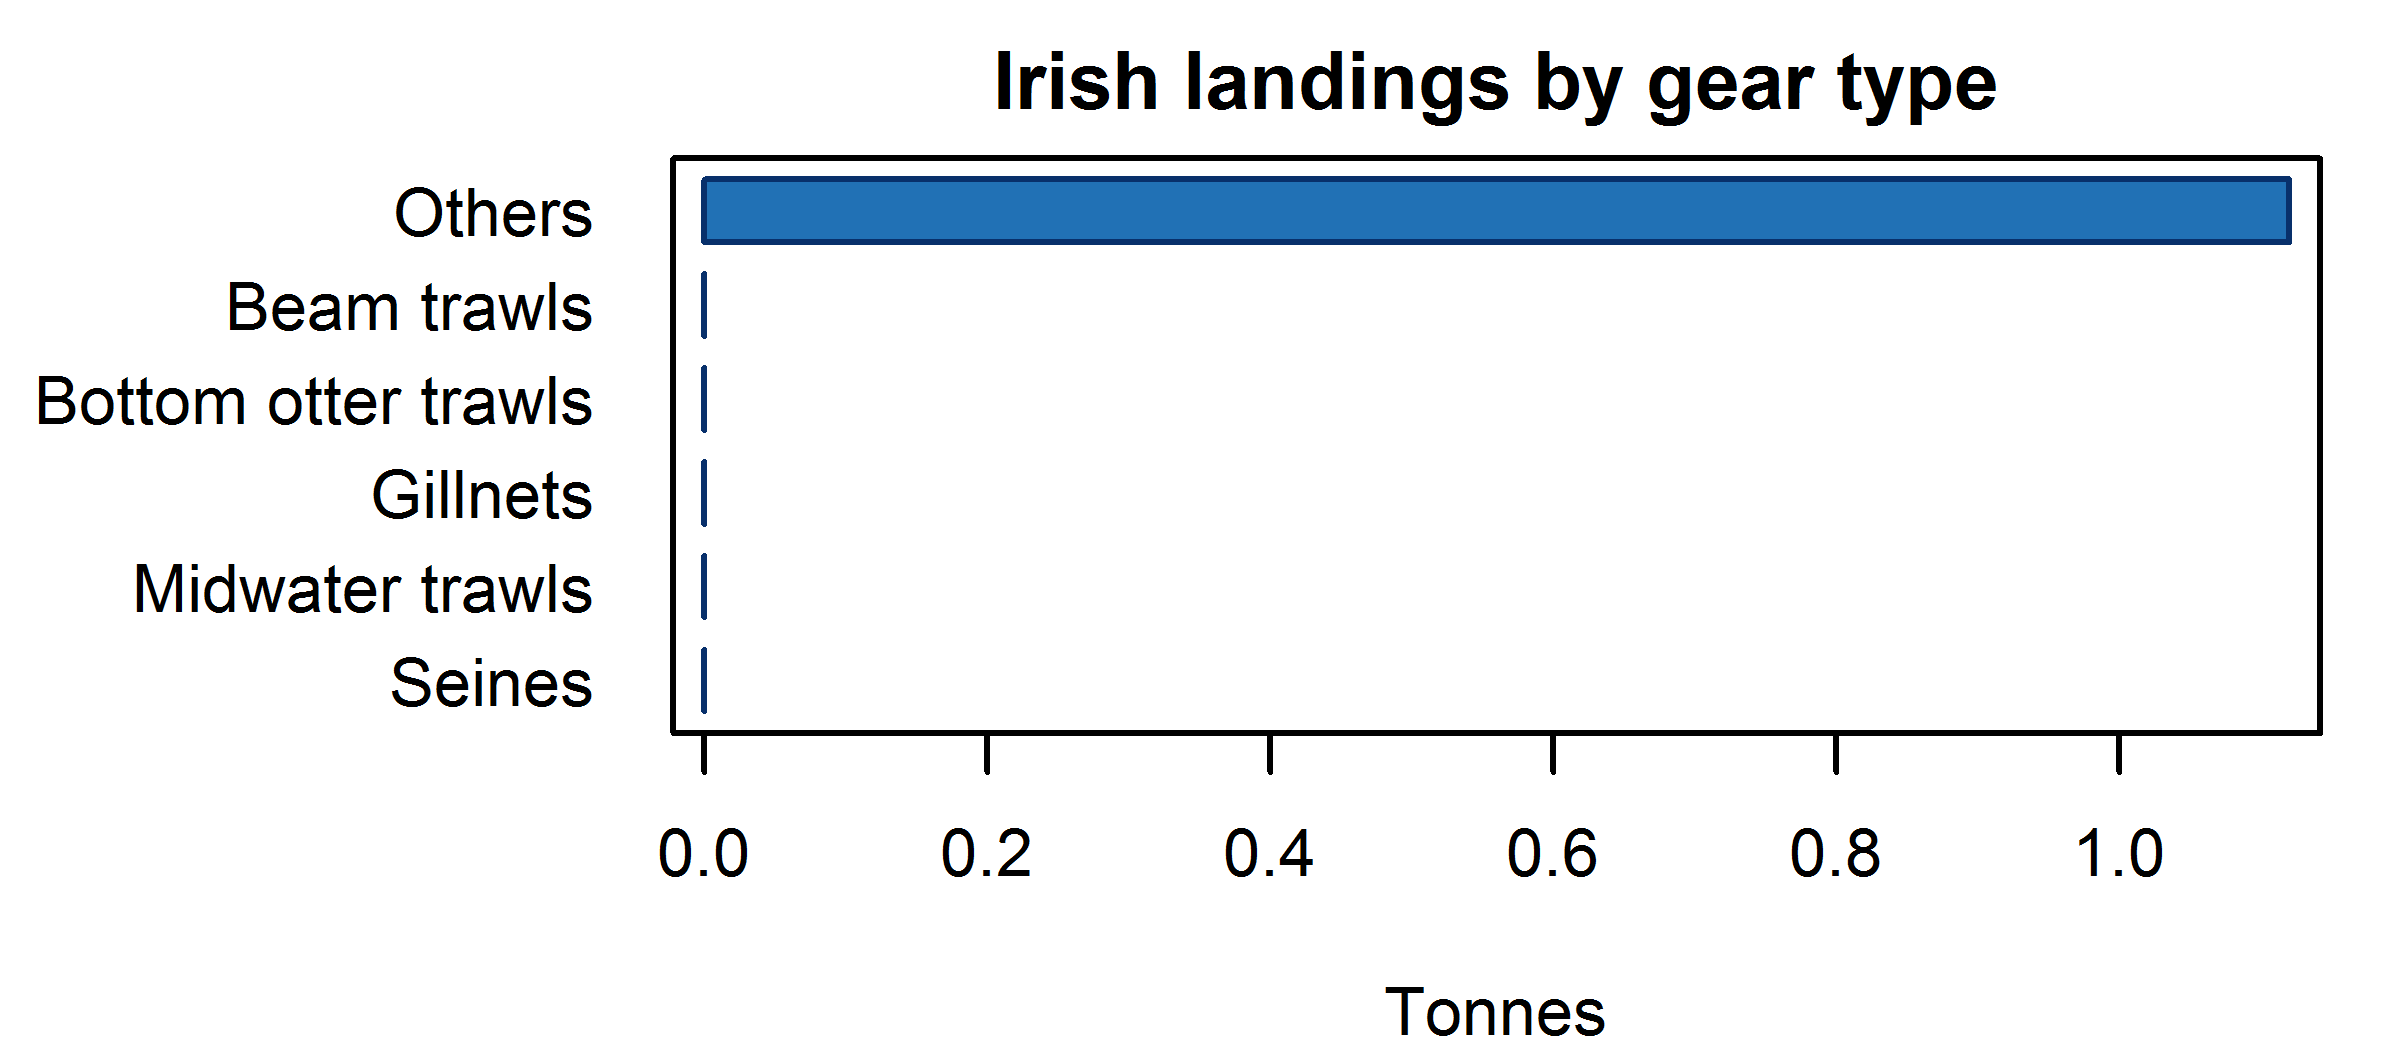 Irish landings by gear type
Others
Beam trawls
Bottom otter trawls
Gillnets
Midwater trawls
Seines
0.0 0.2 0.4 0.6 0.8 1.0
Tonnes